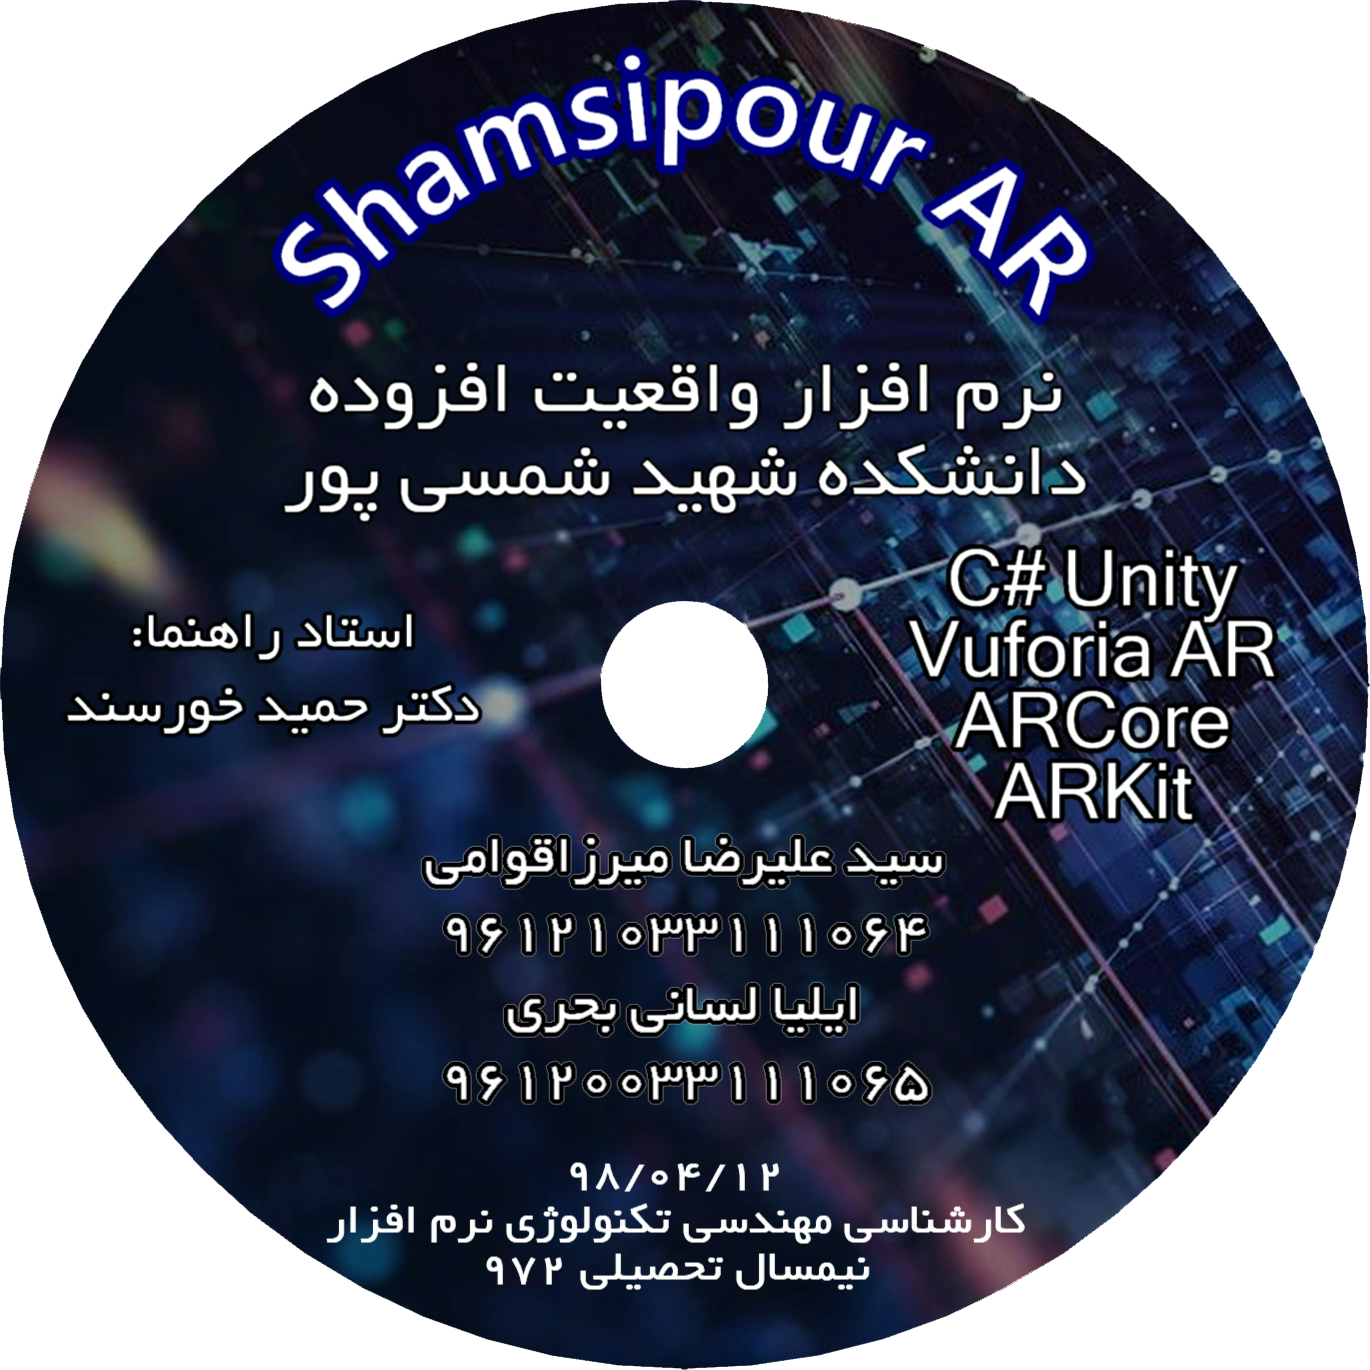 Shamsipour AR
نرم افزار واقعیت افزوده
دانشکده شهید شمسی پور
C# Unity
Vuforia AR
ARCore
ARKit
استاد راهنما:
دکتر حمید خورسند
سید علیرضا میرزاقوامی
۹۶۱۲۱۰۳۳۱۱۱۰۶۴
ایلیا لسانی بحری
۹۶۱۲۰۰۳۳۱۱۱۰۶۵
۹۸/۰۴/۱۲
کارشناسی مهندسی تکنولوژی نرم افزار
نیمسال تحصیلی ۹۷۲